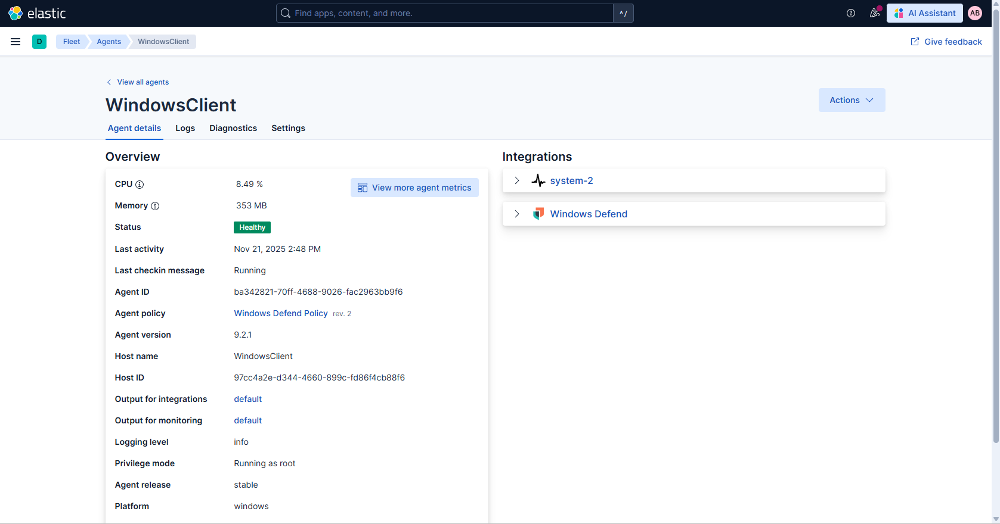 elastic
Find apps, content, and more.
^/
AI Assistant
AB
D
Fleet
Agents
WindowsClient
Give feedback
View all agents
WindowsClient
Actions
Agent details
Logs
Diagnostics
Settings
Overview
CPU
8.49 %
View more agent metrics
Memory
353 MB
Status
Healthy
Last activity
Nov 21, 2025 2:48 PM
Last checkin message
Running
Agent ID
ba342821-70ff-4688-9026-fac2963bb9f6
Agent policy
Windows Defend Policy rev. 2
Agent version
9.2.1
Host name
WindowsClient
Host ID
97cc4a2e-d344-4660-899c-fd86f4cb88f6
Output for integrations
default
Output for monitoring
default
Logging level
info
Privilege mode
Running as root
Agent release
stable
Platform
windows
Integrations
system-2
Windows Defend